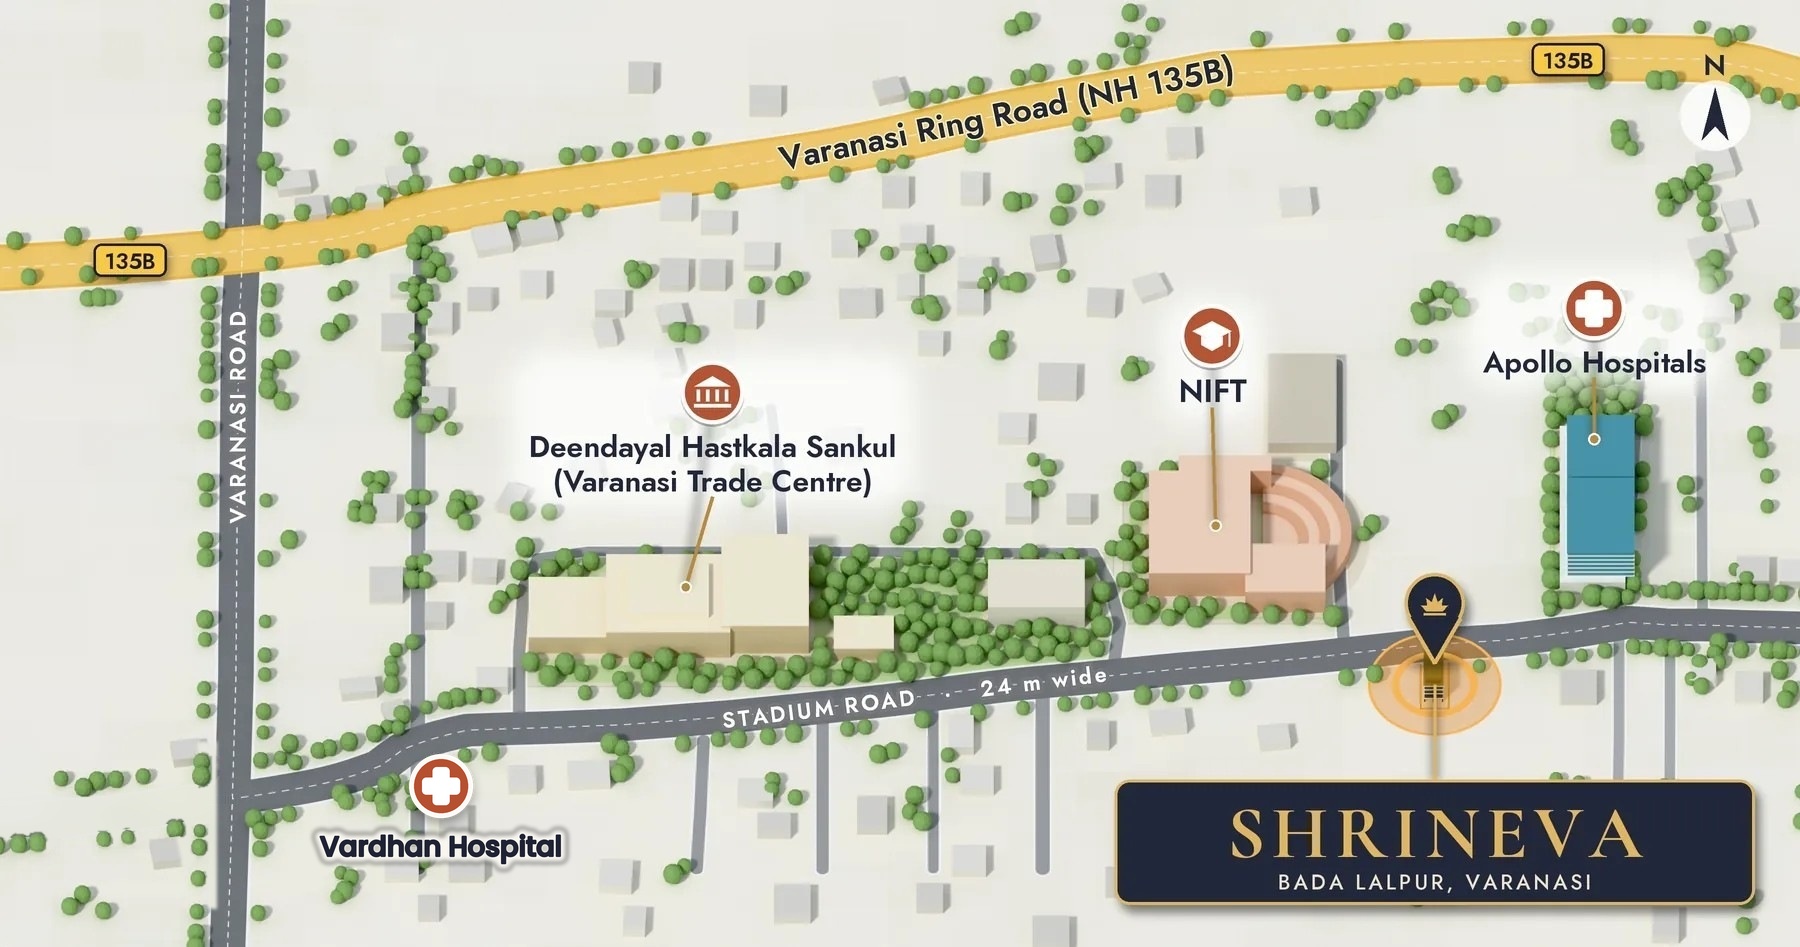 135B
N
Varanasi Ring Road (NH 135B)
135B
VARANASI ROAD
Apollo Hospitals
NIFT
Deendayal Hastkala Sankul
(Varanasi Trade Centre)
STADIUM ROAD · 24 m wide
Vardhan Hospital
SHRINEVA
BADA LALPUR, VARANASI